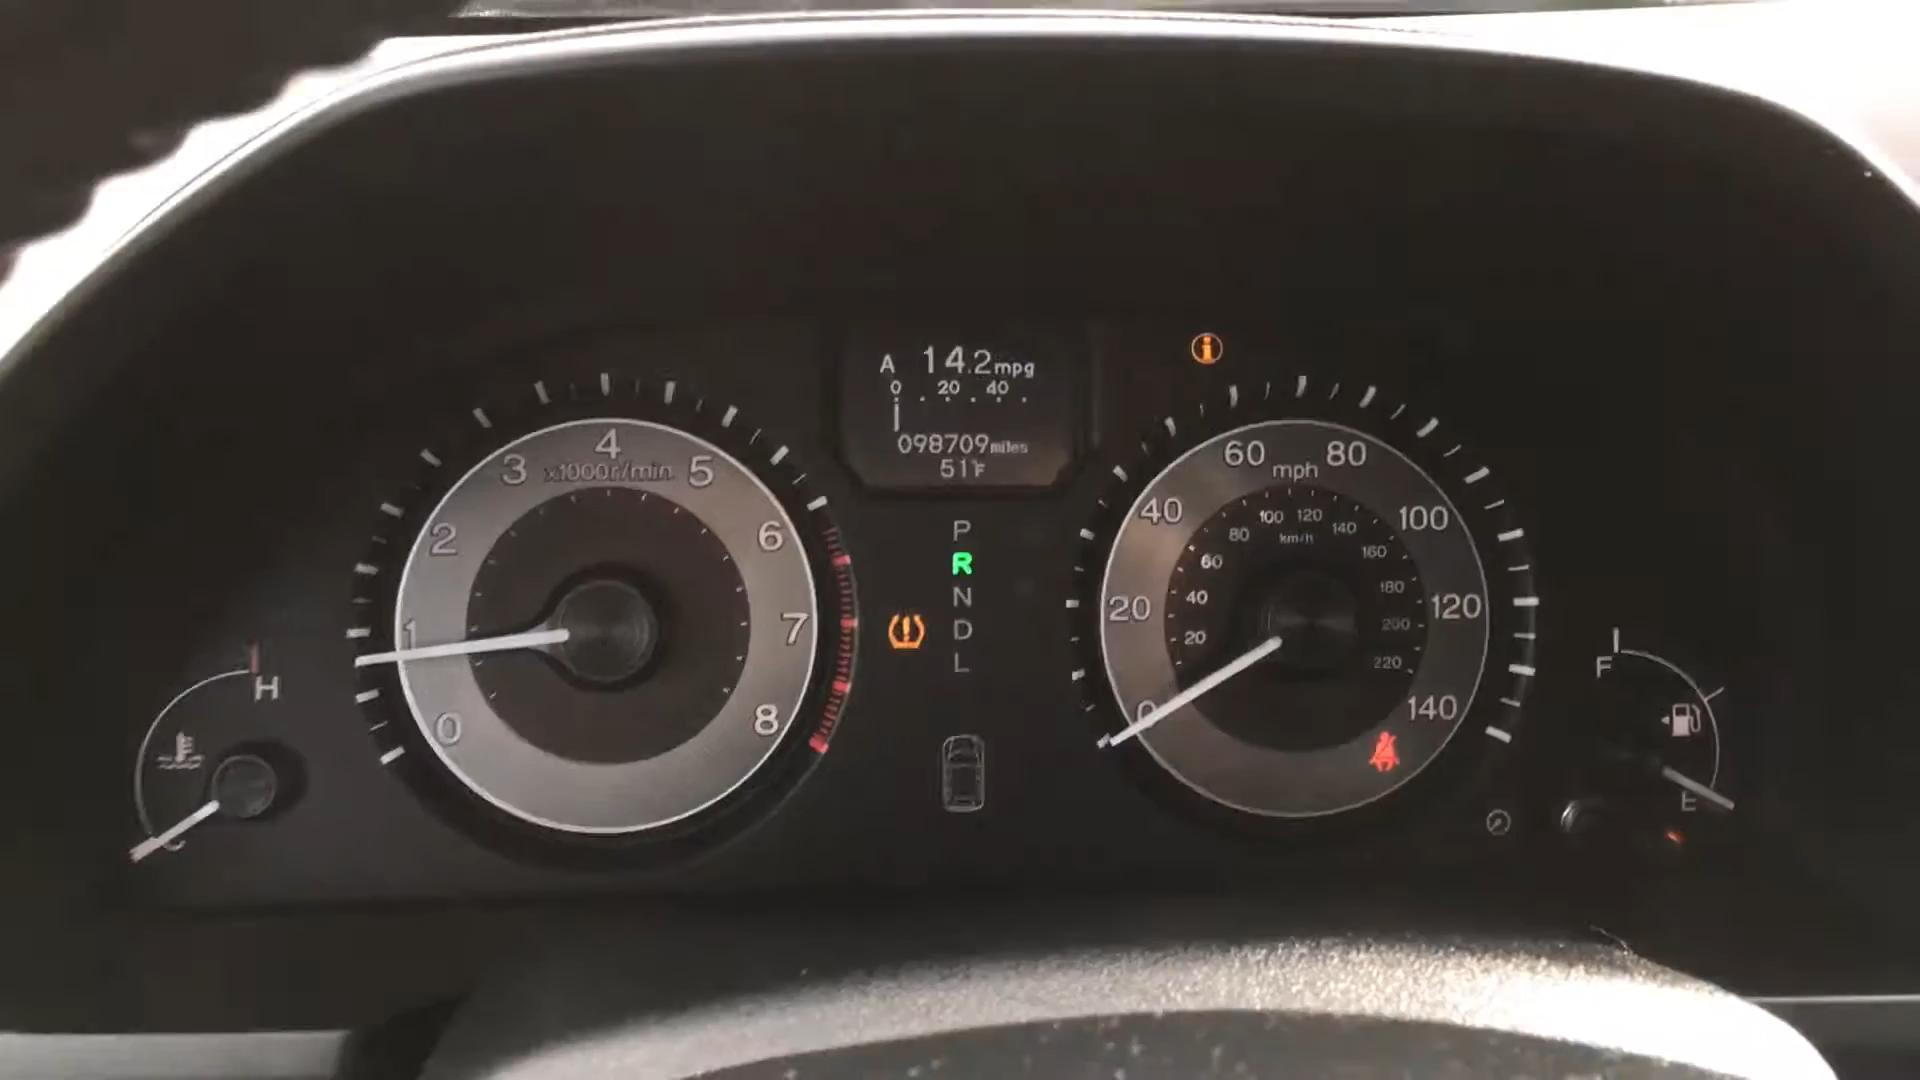 A 14.2mpg
0 20 40
098709miles
51°F
P
R
N
D
L
0 1 2 3 4 5 6 7 8
x1000r/min
0 20 40 60 80 100 120 140
mph
20 40 60 80 100 120 140 160 180 200 220
km/h
H
F
E